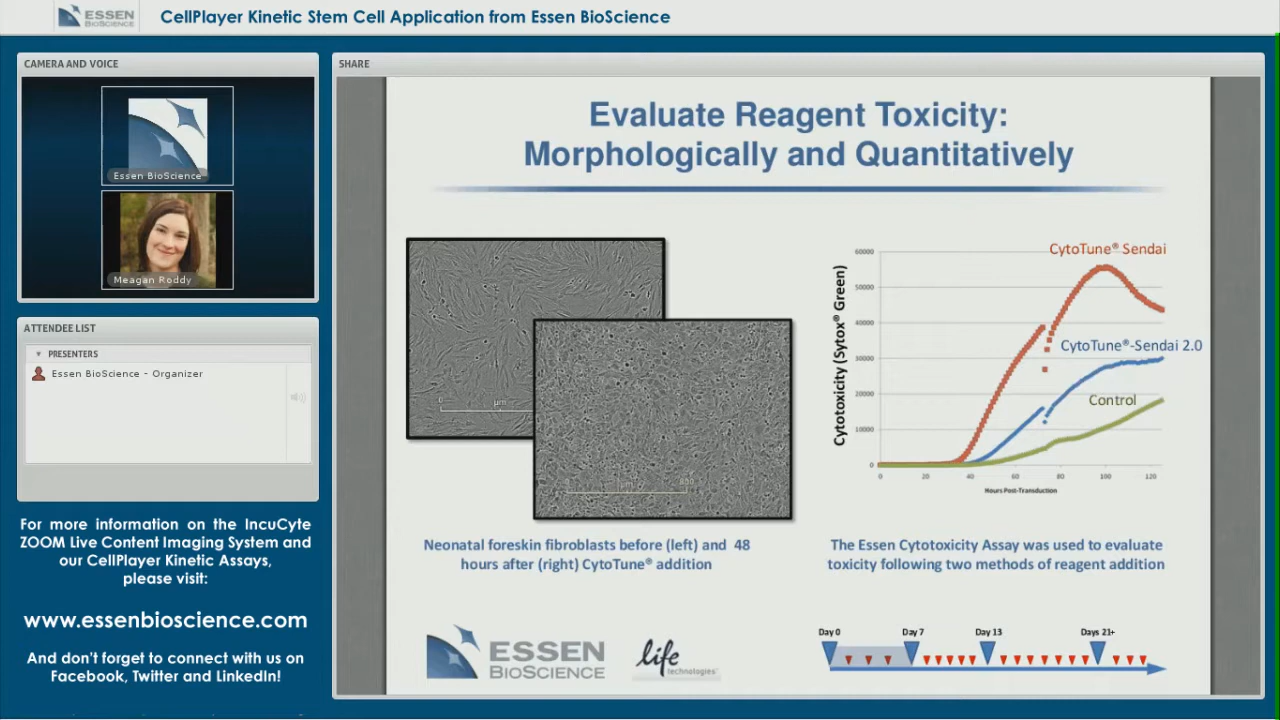 ESSEN
BIOSCIENCE
CellPlayer Kinetic Stem Cell Application from Essen BioScience
CAMERA AND VOICE
Essen BioScience
Meagan Roddy
ATTENDEE LIST
PRESENTERS
Essen BioScience - Organizer
For more information on the IncuCyte
ZOOM Live Content Imaging System and
our CellPlayer Kinetic Assays,
please visit:
www.essenbioscience.com
And don't forget to connect with us on
Facebook, Twitter and LinkedIn!
SHARE
Evaluate Reagent Toxicity:
Morphologically and Quantitatively
0 µm
Neonatal foreskin fibroblasts before (left) and 48
hours after (right) CytoTune® addition
Cytotoxicity (Sytox® Green)
60000
50000
40000
30000
20000
10000
0
CytoTune® Sendai
CytoTune®-Sendai 2.0
Control
0 20 40 60 80 100 120
Hours Post-Transduction
The Essen Cytotoxicity Assay was used to evaluate
toxicity following two methods of reagent addition
ESSEN
BIOSCIENCE
life
technologies™
Day 0 Day 7 Day 13 Days 21+